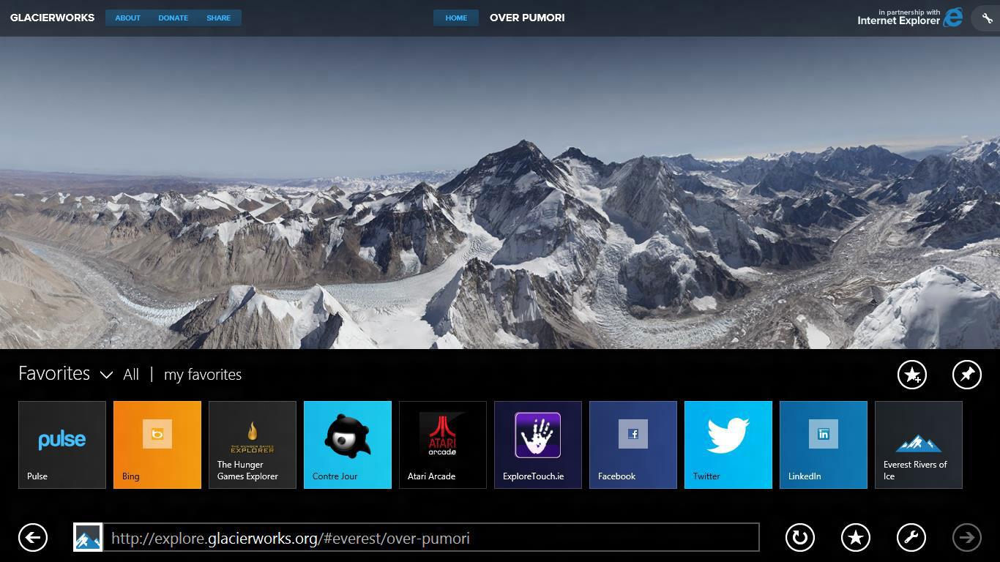 GLACIERWORKS
ABOUT DONATE SHARE
HOME OVER PUMORI
in partnership with
Internet Explorer
Favorites All | my favorites
pulse
Pulse
Bing
THE HUNGER GAMES
EXPLORER
The Hunger
Games Explorer
Contre Jour
ATARI
arcade
Atari Arcade
ExploreTouch.ie
Facebook
Twitter
in
LinkedIn
Everest Rivers of
Ice
http://explore.glacierworks.org/#everest/over-pumori